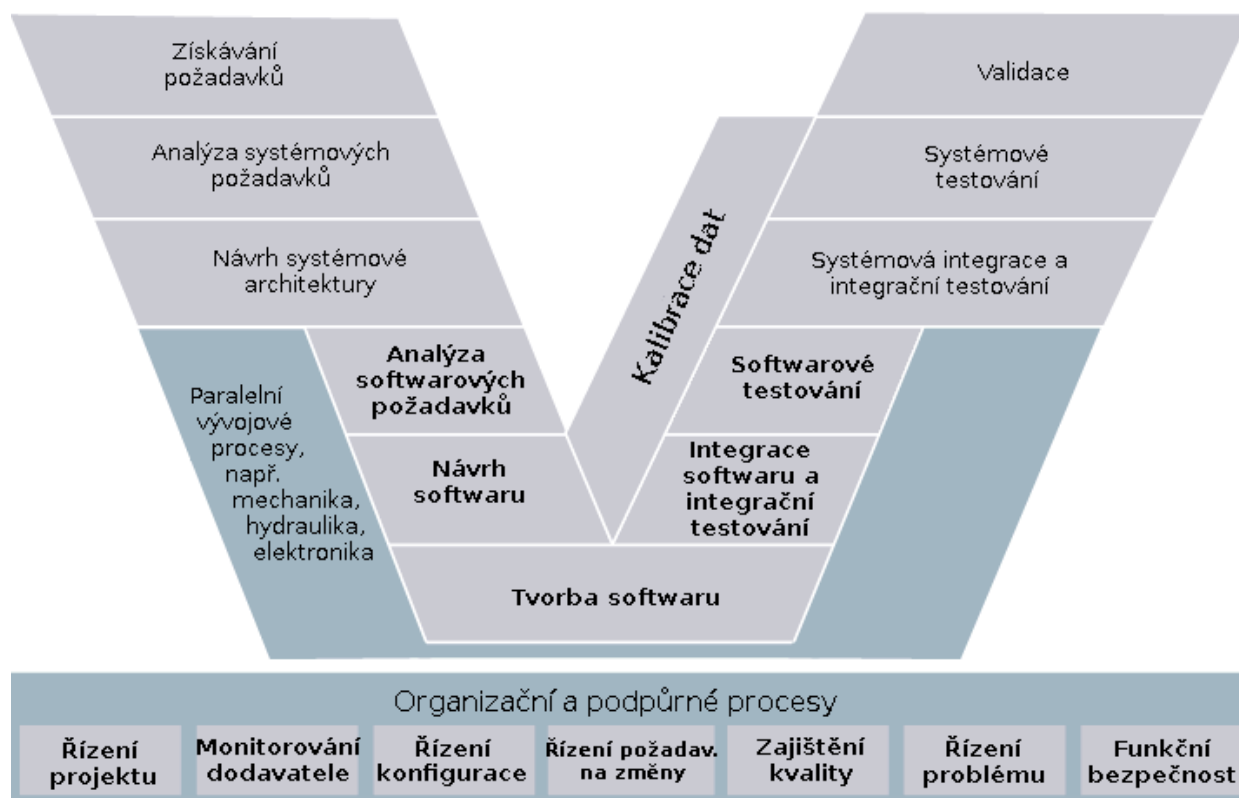 Získávání
požadavků
Validace
Analýza systémových
požadavků
Systémové
testování
Kalibrace dat
Návrh systémové
architektury
Systémová integrace a
integrační testování
Paralelní
vývojové
procesy,
např.
mechanika,
hydraulika,
elektronika
Analýza
softwarových
požadavků
Softwarové
testování
Návrh
softwaru
Integrace
softwaru a
integrační
testování
Tvorba softwaru
Organizační a podpůrné procesy
Řízení
projektu
Monitorování
dodavatele
Řízení
konfigurace
Řízení požadav.
na změny
Zajištění
kvality
Řízení
problému
Funkční
bezpečnost